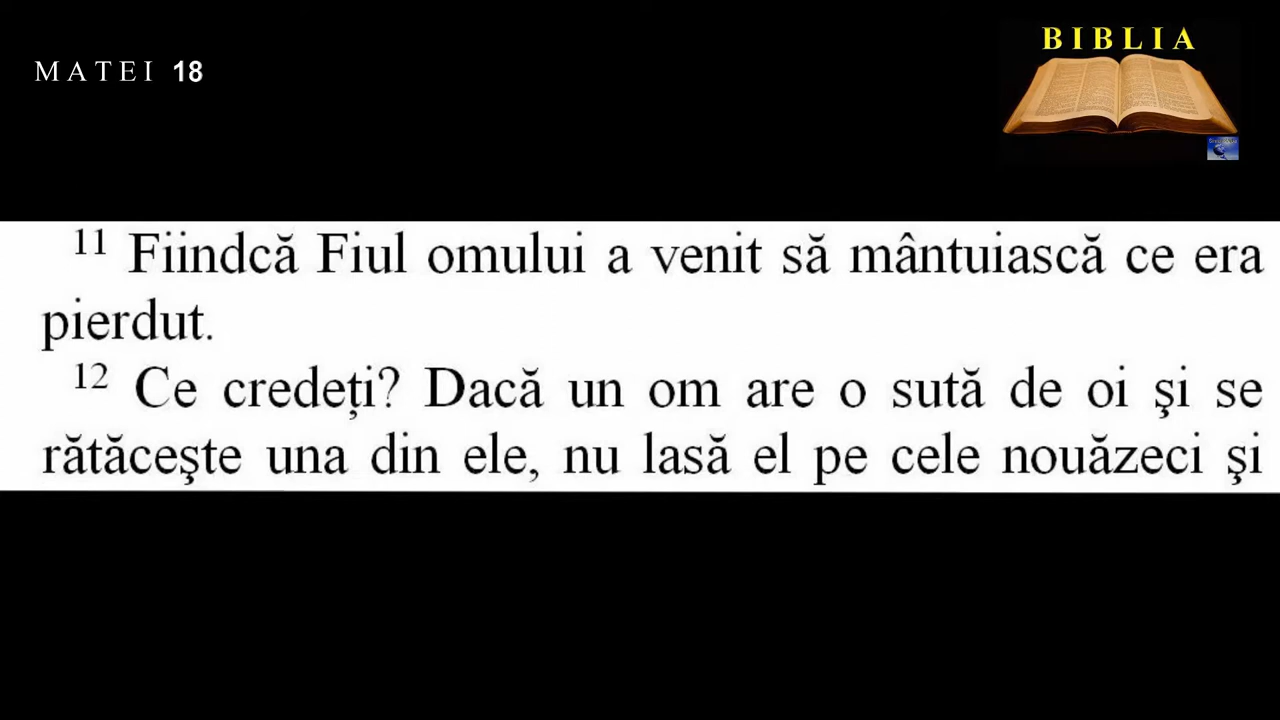 BIBLIA
MATEI 18
11 Fiindcă Fiul omului a venit să mântuiască ce era
pierdut.
12 Ce credeți? Dacă un om are o sută de oi şi se
rătăceşte una din ele, nu lasă el pe cele nouăzeci şi